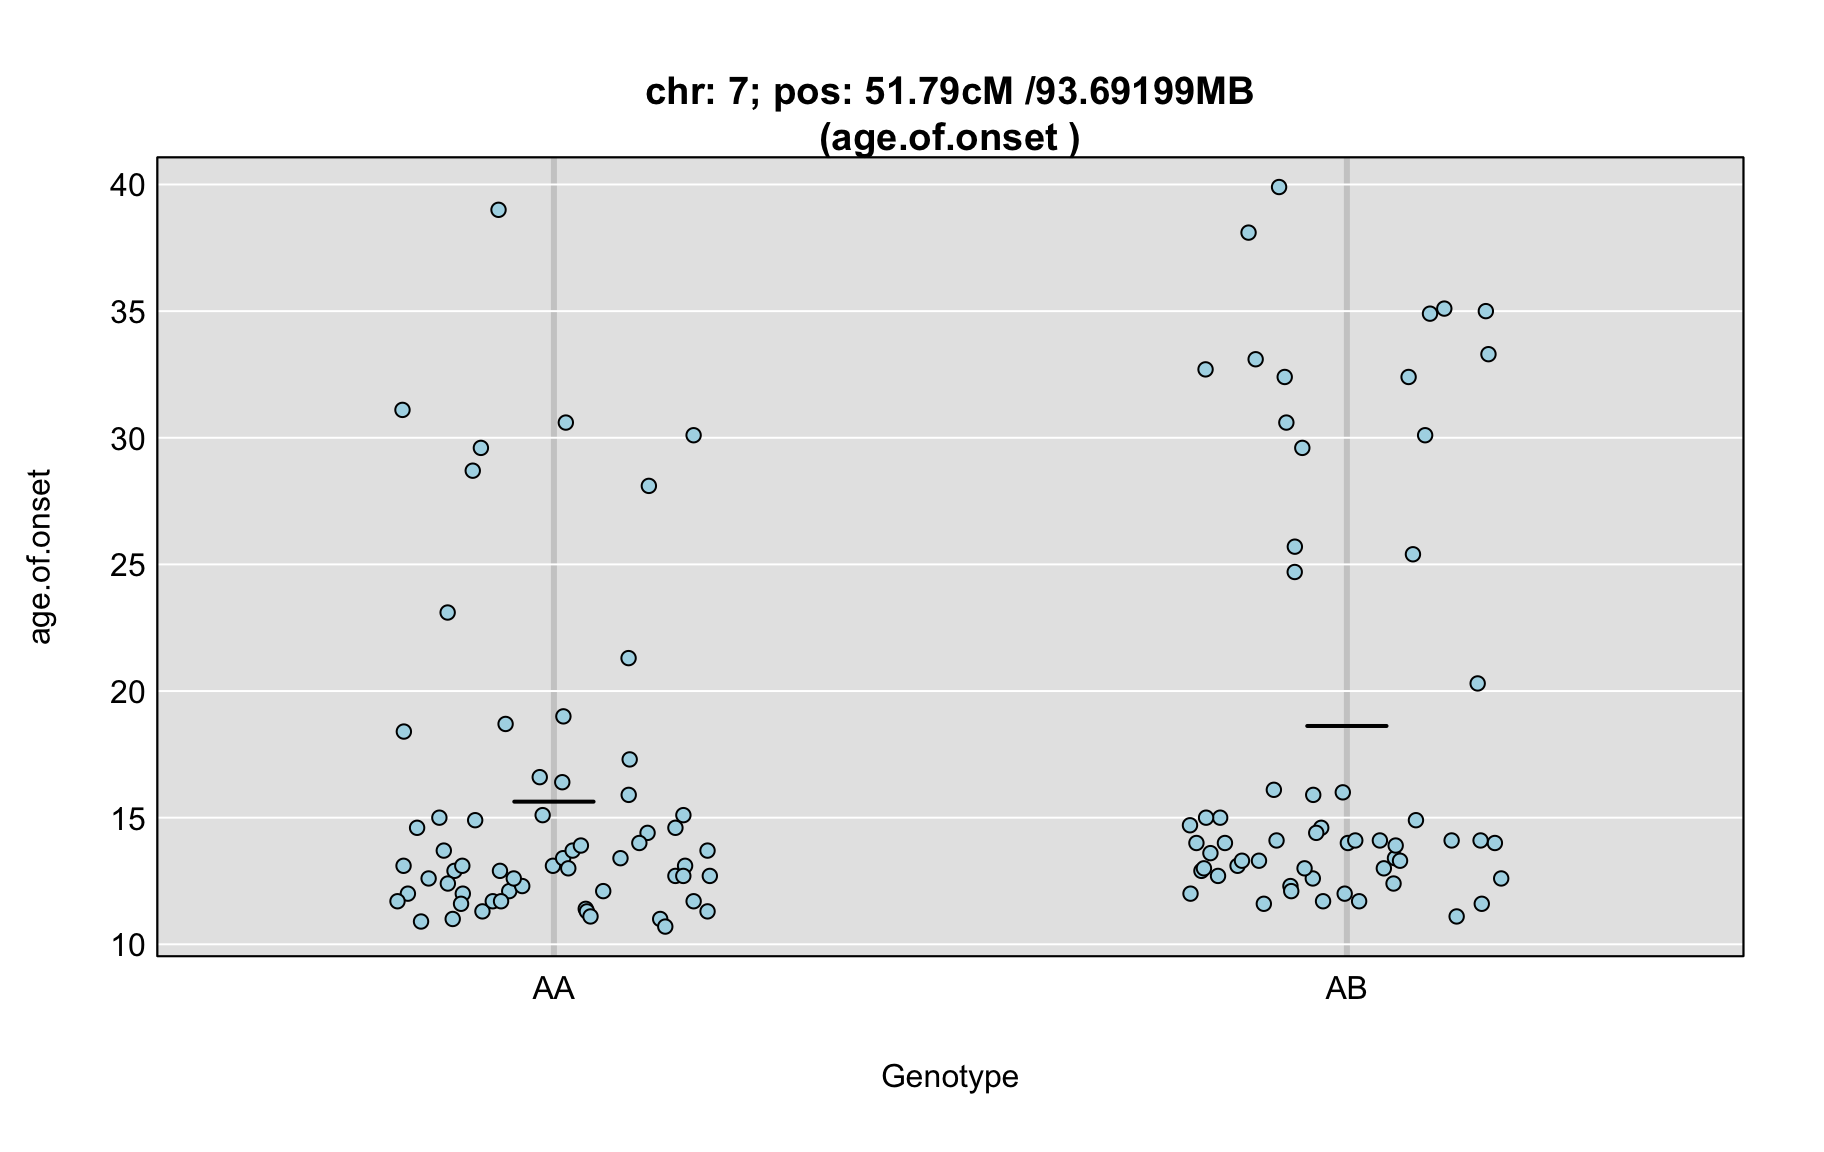 chr: 7; pos: 51.79cM /93.69199MB
(age.of.onset )
40
35
30
25
20
15
10
age.of.onset
AA
AB
Genotype